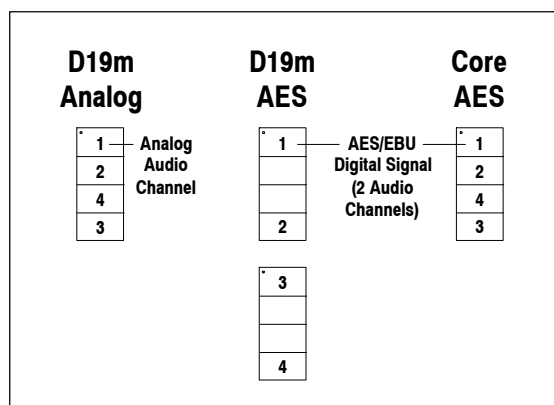 D19m
Analog
1
2
4
3
Analog
Audio
Channel
D19m
AES
1
2
3
4
AES/EBU
Digital Signal
(2 Audio
Channels)
Core
AES
1
2
4
3